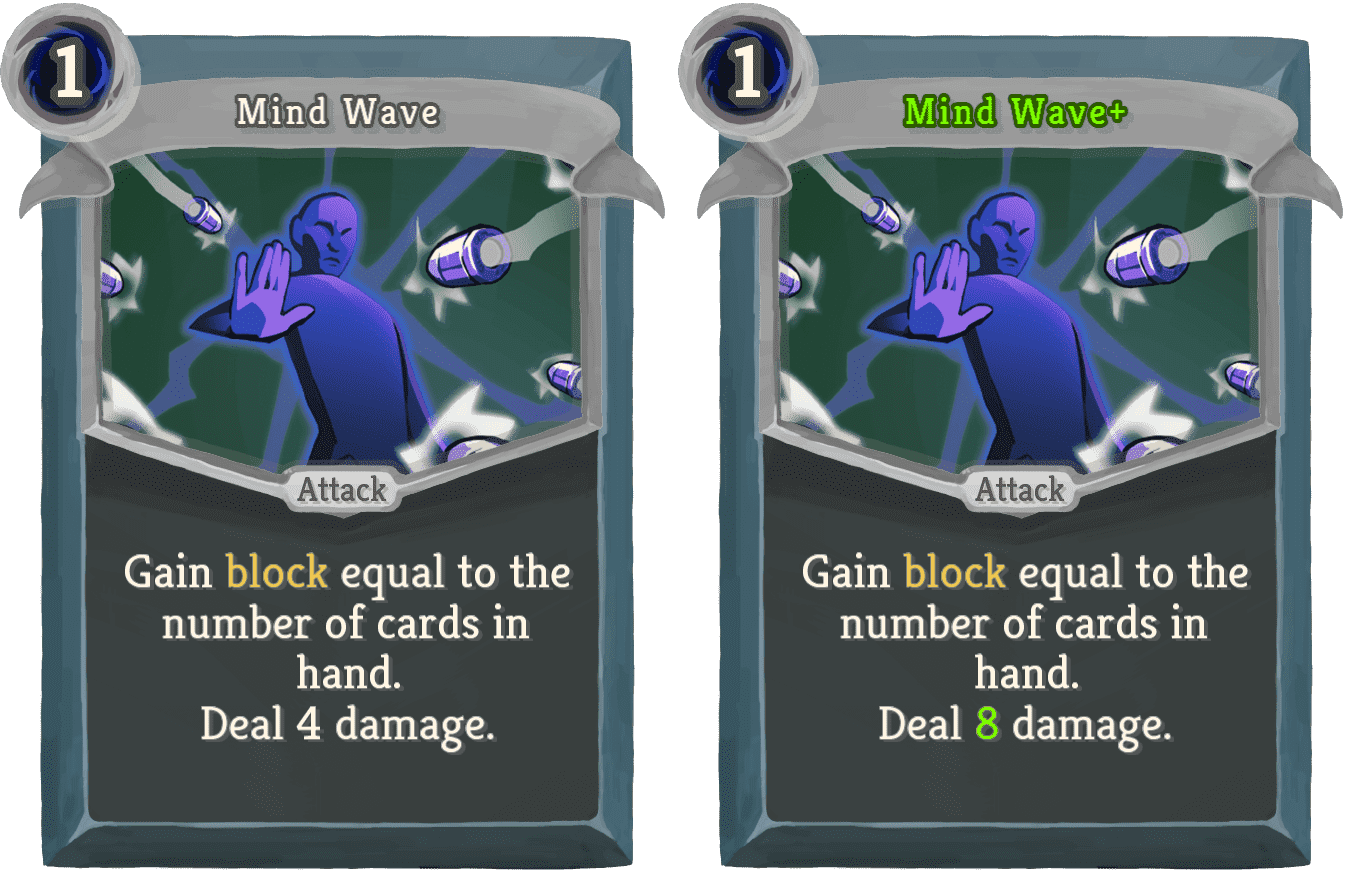 1
Mind Wave
Attack
Gain block equal to the
number of cards in
hand.
Deal 4 damage.
1
Mind Wave+
Attack
Gain block equal to the
number of cards in
hand.
Deal 8 damage.